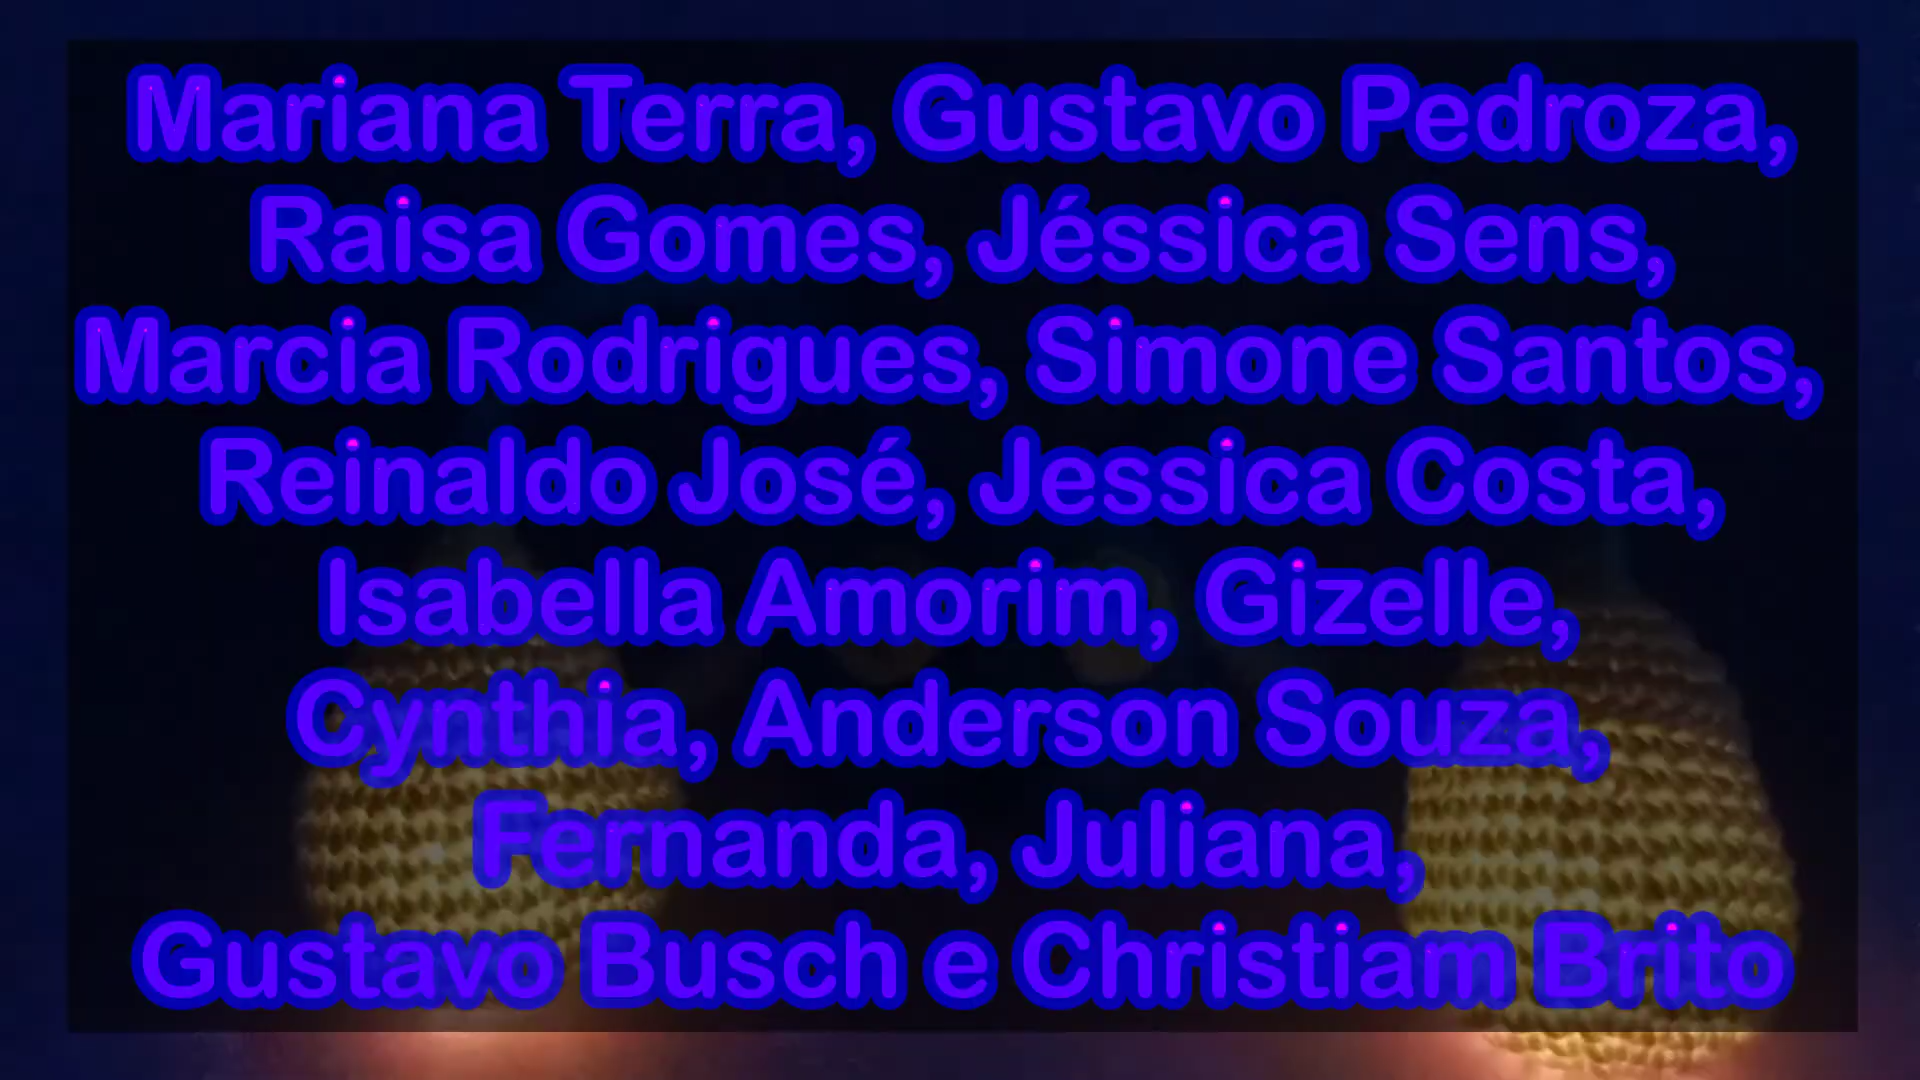 Mariana Terra, Gustavo Pedroza,
Raisa Gomes, Jéssica Sens,
Marcia Rodrigues, Simone Santos,
Reinaldo José, Jessica Costa,
Isabella Amorim, Gizelle,
Cynthia, Anderson Souza,
Fernanda, Juliana,
Gustavo Busch e Christiam Brito